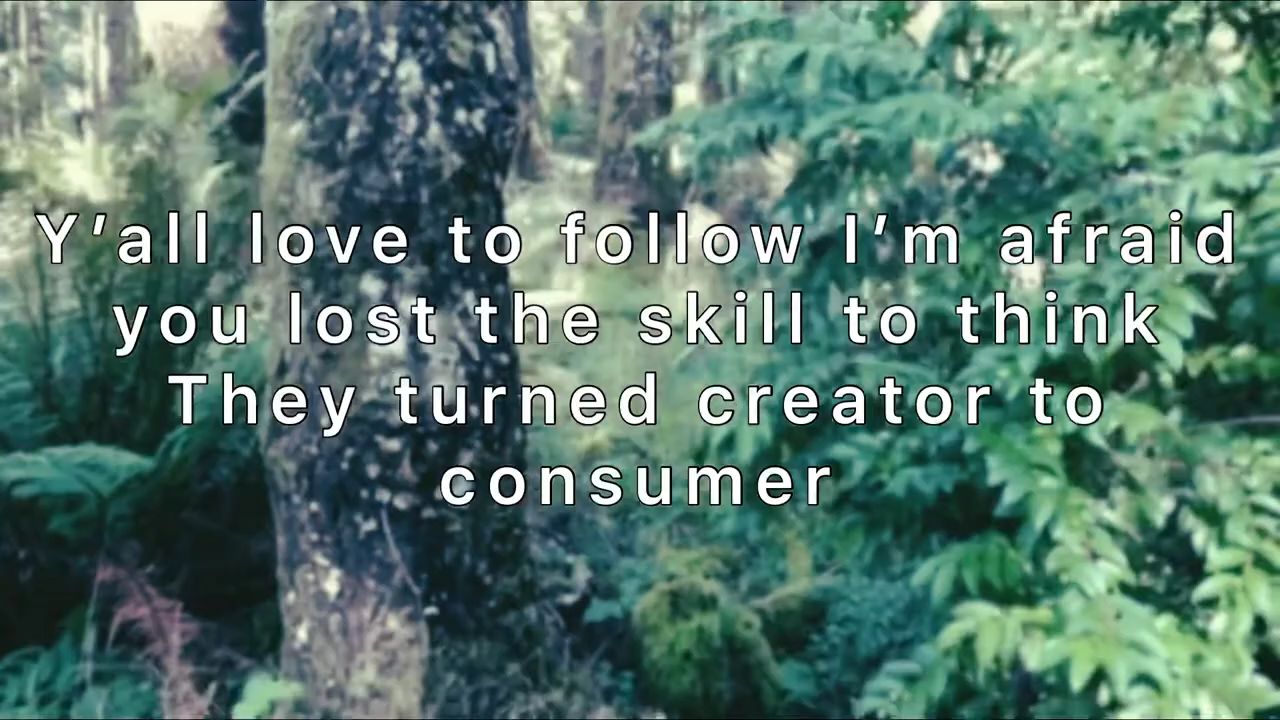 Y’all love to follow I’m afraid
you lost the skill to think
They turned creator to
consumer